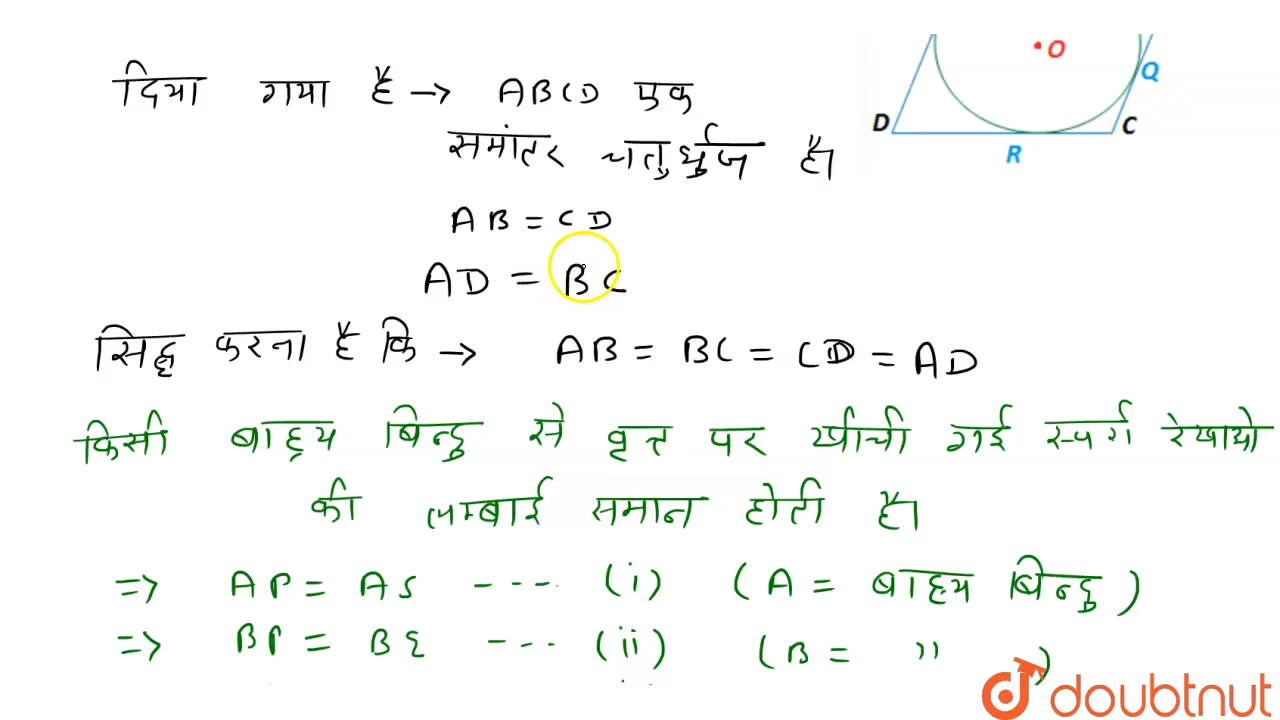 दिया गया है → ABCD एक
समांतर चतुर्भुज है।
AB = CD
AD = BC
O
Q
D
C
R
सिद्ध करना है कि → AB = BC = CD = AD
किसी बाह्य बिन्दु से वृत्त पर खींची गई स्पर्श रेखायो
की लम्बाई समान होती है।
=> AP = AS ---- (i) (A = बाह्य बिन्दु)
=> BP = BQ ---- (ii) (B = ")
doubtnut